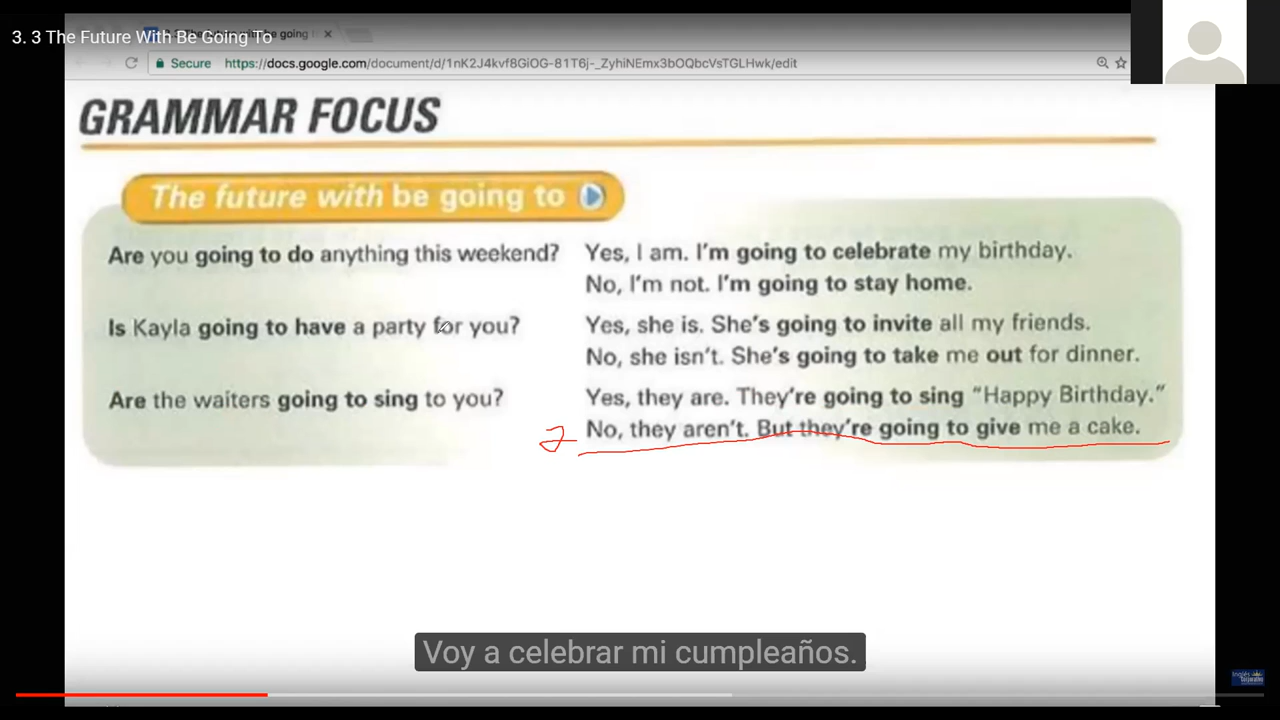 3. 3 The Future With Be Going To
Secure https://docs.google.com/document/d/1nK2J4kvf8GiOG-81T6j-_ZyhiNEmx3bOQbcVsTGLHwk/edit
GRAMMAR FOCUS
The future with be going to
Are you going to do anything this weekend?
Yes, I am. I'm going to celebrate my birthday.
No, I'm not. I'm going to stay home.
Is Kayla going to have a party for you?
Yes, she is. She's going to invite all my friends.
No, she isn't. She's going to take me out for dinner.
Are the waiters going to sing to you?
Yes, they are. They're going to sing "Happy Birthday."
No, they aren't. But they're going to give me a cake.
Voy a celebrar mi cumpleaños.
Inglés
Corporativo